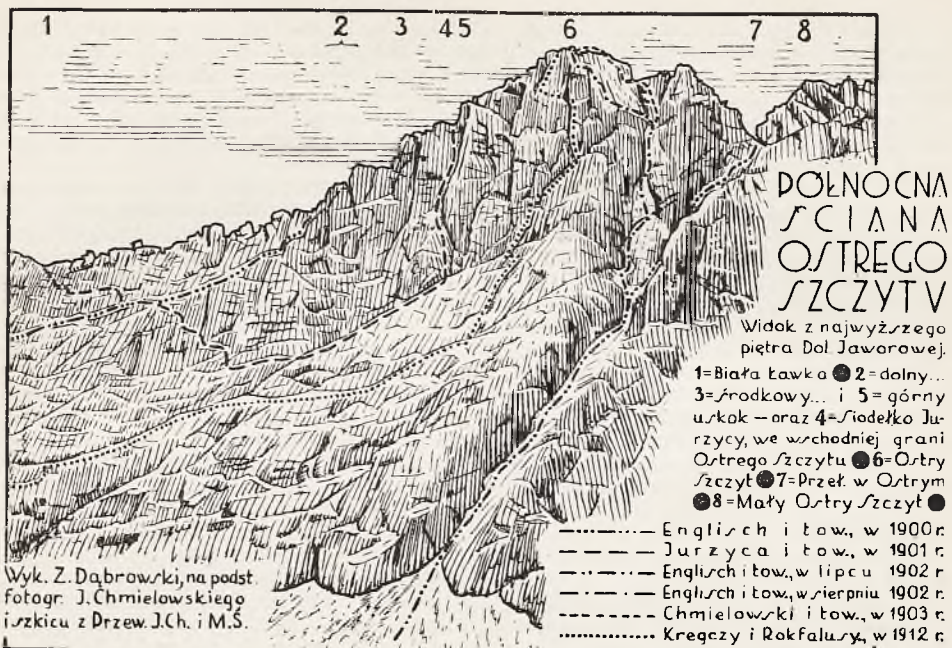 1 2 3 4 5 6 7 8
PÓŁNOCNA
ŚCIANA
OSTREGO
SZCZYTU
Widok z najwyższego
piętra Dol. Jaworowej.
1=Biała Ławka ● 2=dolny...
3=środkowy... i 5=górny
uskok — oraz 4=Siodełko Ju-
rzycy, we wschodniej grani
Ostrego Szczytu ● 6=Ostry
Szczyt ● 7=Przeł. w Ostrym
● 8=Mały Ostry Szczyt ●
Englisch i tow., w 1900 r.
Jurzyca i tow., w 1901 r.
Englisch i tow., w lipcu 1902 r.
Englisch i tow., w sierpniu 1902 r.
Chmielowski i tow., w 1903 r.
Kregczy i Rokfalusy, w 1912 r.
Wyk. Z. Dąbrowski, na podst.
fotogr. J. Chmielowskiego
i szkicu z Przew. J.Ch. i M.Ś.